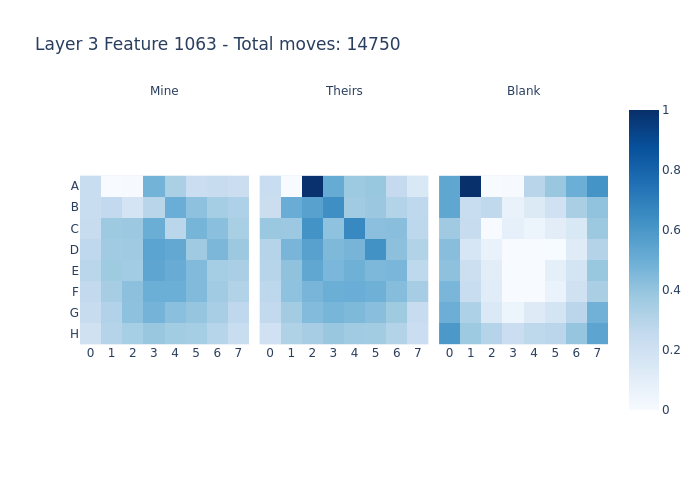 Layer 3 Feature 1063 - Total moves: 14750
Mine Theirs Blank
1
0.8
0.6
0.4
0.2
0
A
B
C
D
E
F
G
H
0 1 2 3 4 5 6 7 0 1 2 3 4 5 6 7 0 1 2 3 4 5 6 7